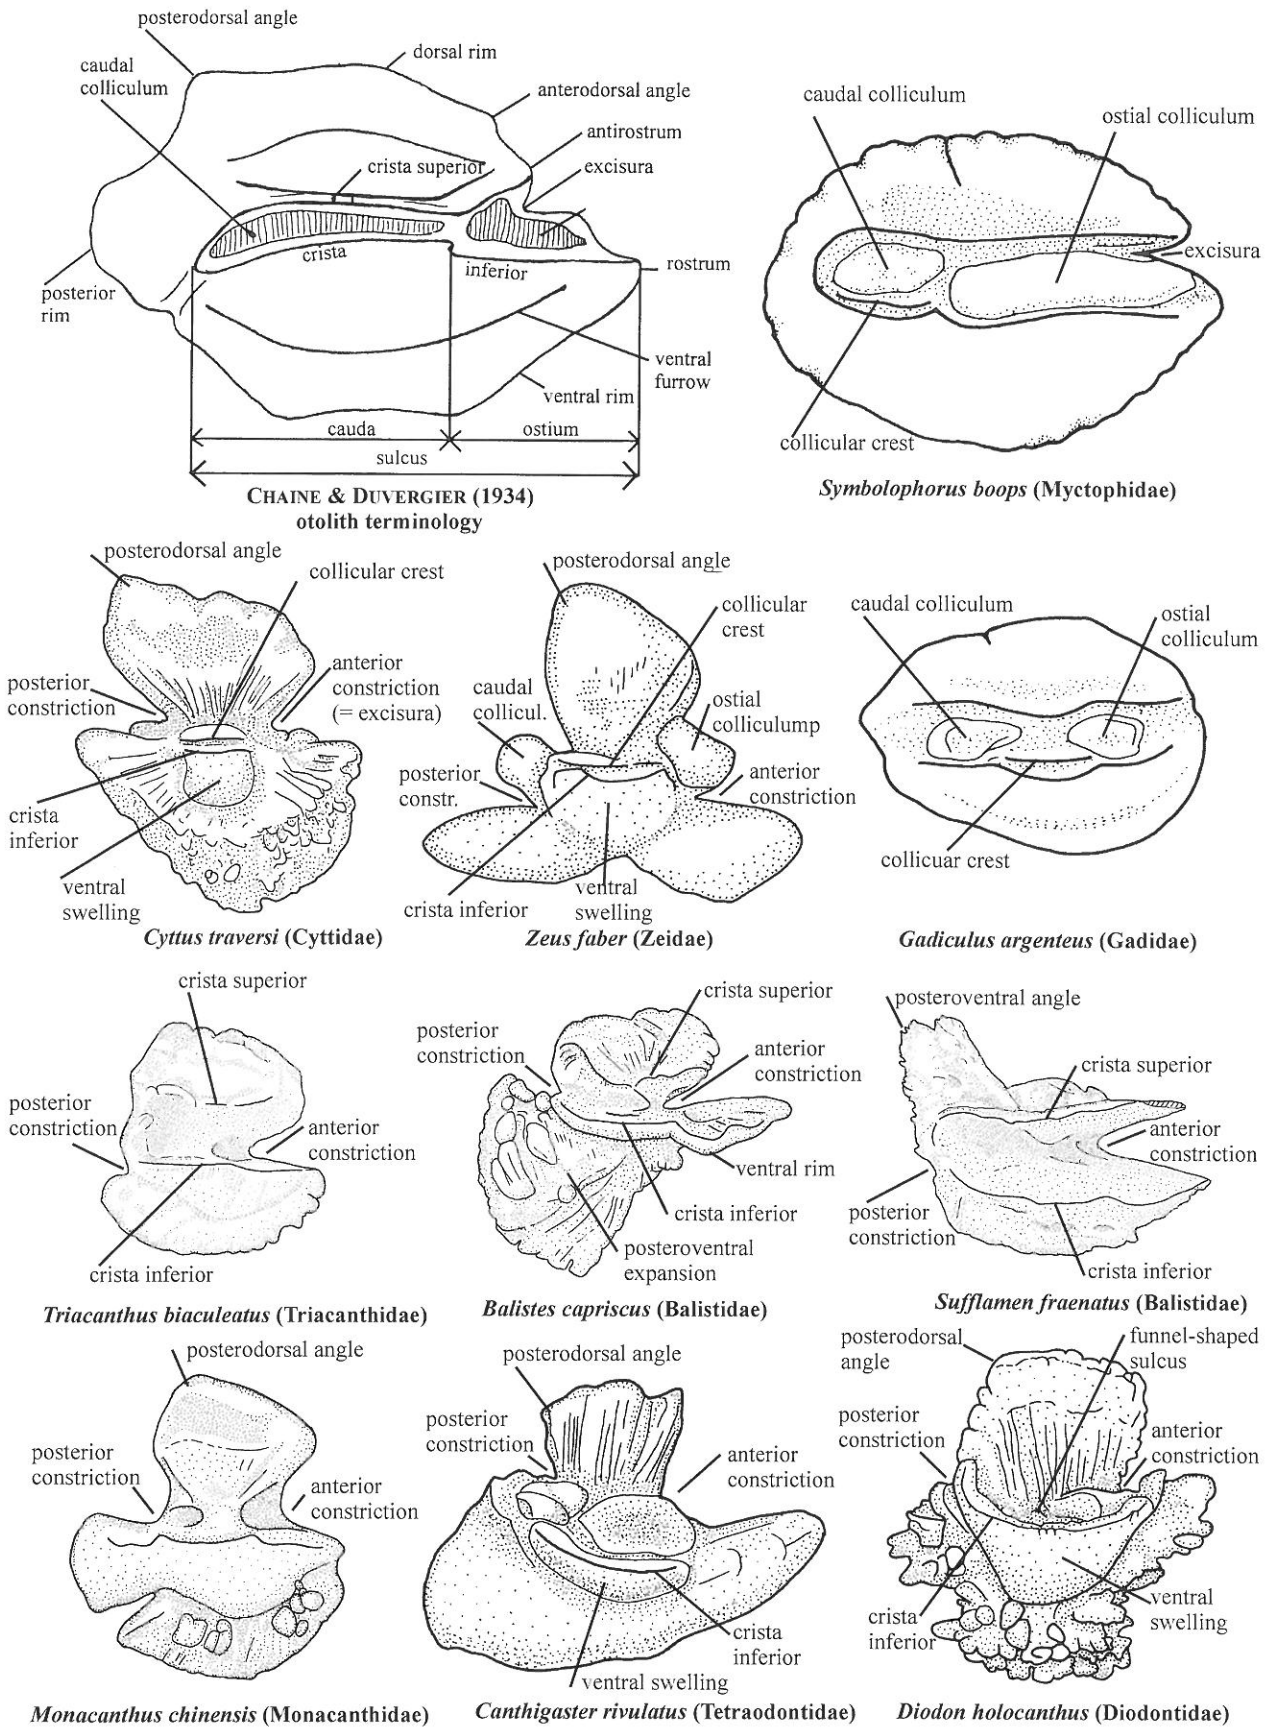 posterodorsal angle
caudal
colliculum
dorsal rim
anterodorsal angle
antirostrum
crista superior
excisura
crista
inferior
rostrum
posterior
rim
ventral
furrow
ventral rim
cauda
ostium
sulcus
CHAINE & DUVERGIER (1934)
otolith terminology
caudal colliculum
ostial colliculum
excisura
collicular crest
Symbolophorus boops (Myctophidae)
posterodorsal angle
collicular crest
posterior
constriction
anterior
constriction
(= excisura)
crista
inferior
ventral
swelling
Cyttus traversi (Cyttidae)
posterodorsal angle
collicular
crest
caudal
collicul.
ostial
colliculump
posterior
constr.
anterior
constriction
crista inferior
ventral
swelling
Zeus faber (Zeidae)
caudal colliculum
ostial
colliculum
collicuar crest
Gadiculus argenteus (Gadidae)
crista superior
posterior
constriction
anterior
constriction
crista inferior
Triacanthus biaculeatus (Triacanthidae)
crista superior
posterior
constriction
anterior
constriction
ventral rim
crista inferior
posteroventral
expansion
Balistes capriscus (Balistidae)
posteroventral angle
crista superior
anterior
constriction
posterior
constriction
crista inferior
Sufflamen fraenatus (Balistidae)
posterodorsal angle
posterior
constriction
anterior
constriction
Monacanthus chinensis (Monacanthidae)
posterodorsal angle
posterior
constriction
anterior
constriction
crista
inferior
ventral swelling
Canthigaster rivulatus (Tetraodontidae)
posterodorsal
angle
funnel-shaped
sulcus
posterior
constriction
anterior
constriction
crista
inferior
ventral
swelling
Diodon holocanthus (Diodontidae)